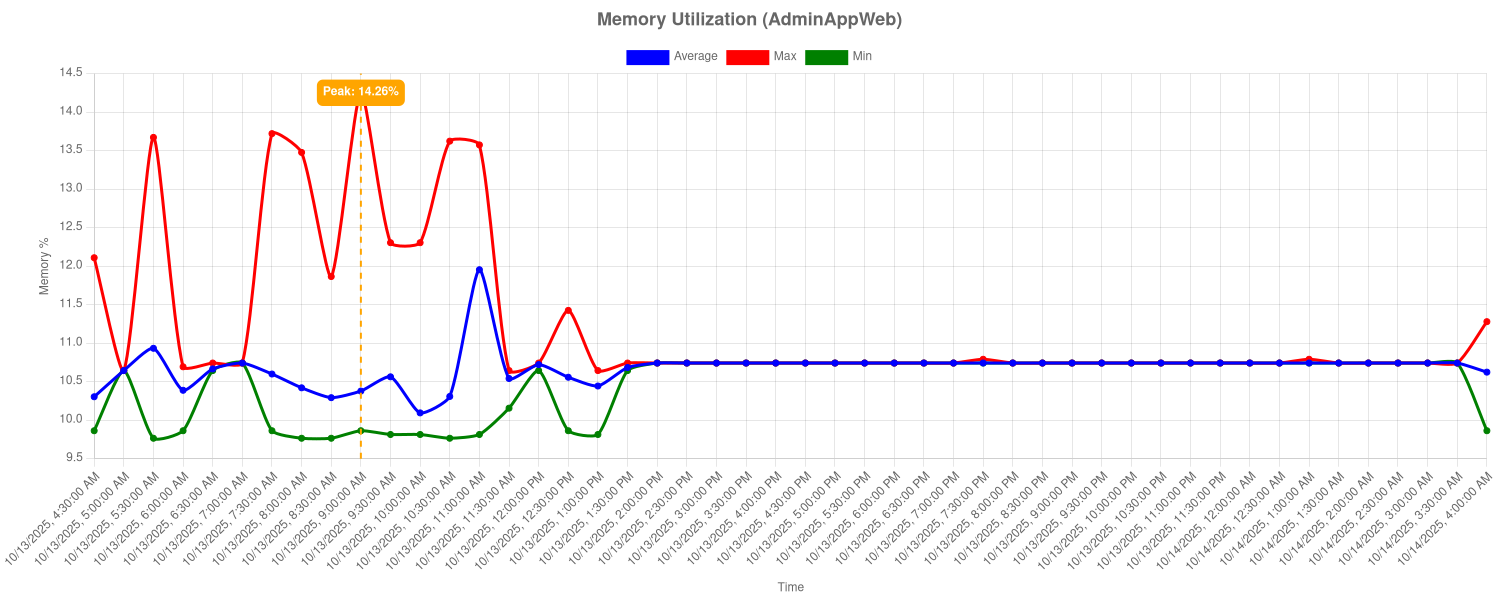 Memory Utilization (AdminAppWeb)
Average Max Min
14.5
Peak: 14.26%
14.0
13.5
13.0
12.5
12.0
11.5
11.0
10.5
10.0
9.5
Memory %
10/13/2025, 4:30:00 AM
10/13/2025, 5:00:00 AM
10/13/2025, 5:30:00 AM
10/13/2025, 6:00:00 AM
10/13/2025, 6:30:00 AM
10/13/2025, 7:00:00 AM
10/13/2025, 7:30:00 AM
10/13/2025, 8:00:00 AM
10/13/2025, 8:30:00 AM
10/13/2025, 9:00:00 AM
10/13/2025, 9:30:00 AM
10/13/2025, 10:00:00 AM
10/13/2025, 10:30:00 AM
10/13/2025, 11:00:00 AM
10/13/2025, 11:30:00 AM
10/13/2025, 12:00:00 PM
10/13/2025, 12:30:00 PM
10/13/2025, 1:00:00 PM
10/13/2025, 1:30:00 PM
10/13/2025, 2:00:00 PM
10/13/2025, 2:30:00 PM
10/13/2025, 3:00:00 PM
10/13/2025, 3:30:00 PM
10/13/2025, 4:00:00 PM
10/13/2025, 4:30:00 PM
10/13/2025, 5:00:00 PM
10/13/2025, 5:30:00 PM
10/13/2025, 6:00:00 PM
10/13/2025, 6:30:00 PM
10/13/2025, 7:00:00 PM
10/13/2025, 7:30:00 PM
10/13/2025, 8:00:00 PM
10/13/2025, 8:30:00 PM
10/13/2025, 9:00:00 PM
10/13/2025, 9:30:00 PM
10/13/2025, 10:00:00 PM
10/13/2025, 10:30:00 PM
10/13/2025, 11:00:00 PM
10/13/2025, 11:30:00 PM
10/14/2025, 12:00:00 AM
10/14/2025, 12:30:00 AM
10/14/2025, 1:00:00 AM
10/14/2025, 1:30:00 AM
10/14/2025, 2:00:00 AM
10/14/2025, 2:30:00 AM
10/14/2025, 3:00:00 AM
10/14/2025, 3:30:00 AM
10/14/2025, 4:00:00 AM
Time